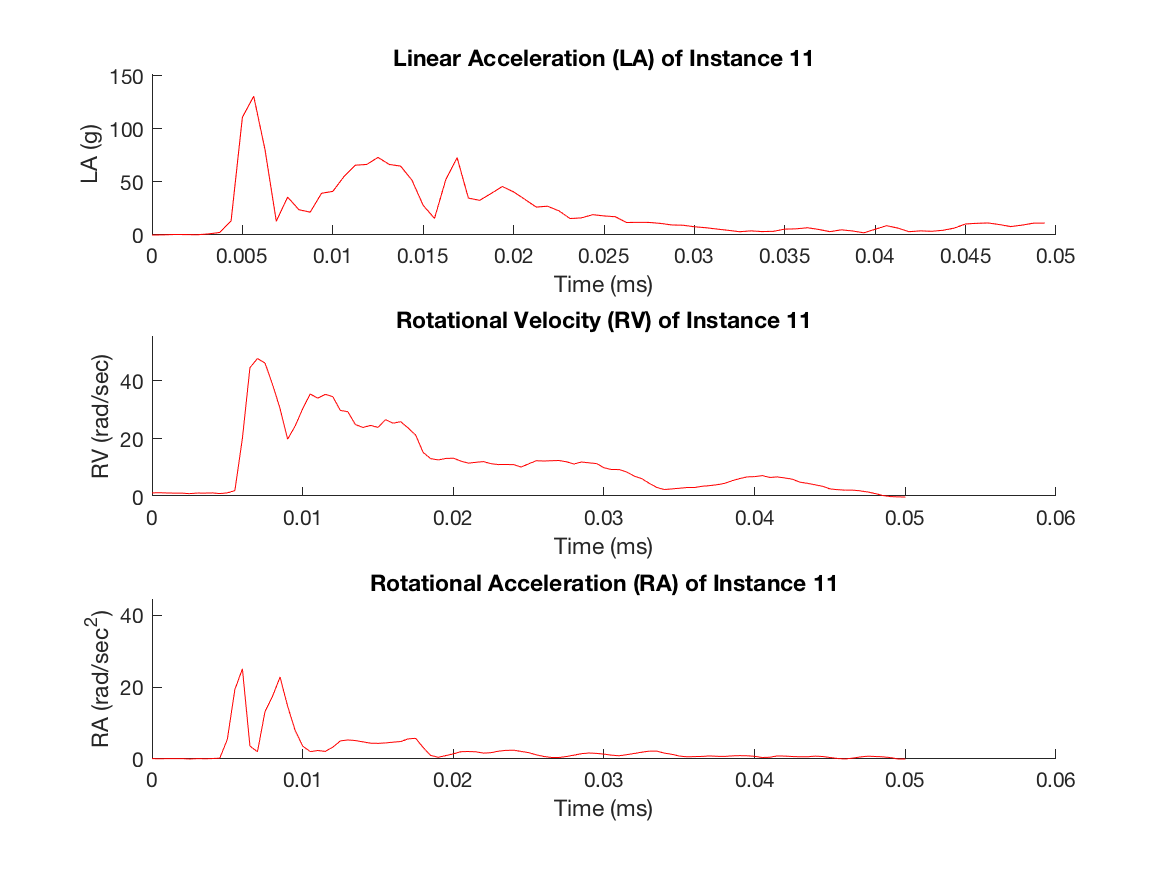 Linear Acceleration (LA) of Instance 11
150
100
50
0
LA (g)
0 0.005 0.01 0.015 0.02 0.025 0.03 0.035 0.04 0.045 0.05
Time (ms)
Rotational Velocity (RV) of Instance 11
40
20
0
RV (rad/sec)
0 0.01 0.02 0.03 0.04 0.05 0.06
Time (ms)
Rotational Acceleration (RA) of Instance 11
40
20
0
RA (rad/sec²)
0 0.01 0.02 0.03 0.04 0.05 0.06
Time (ms)